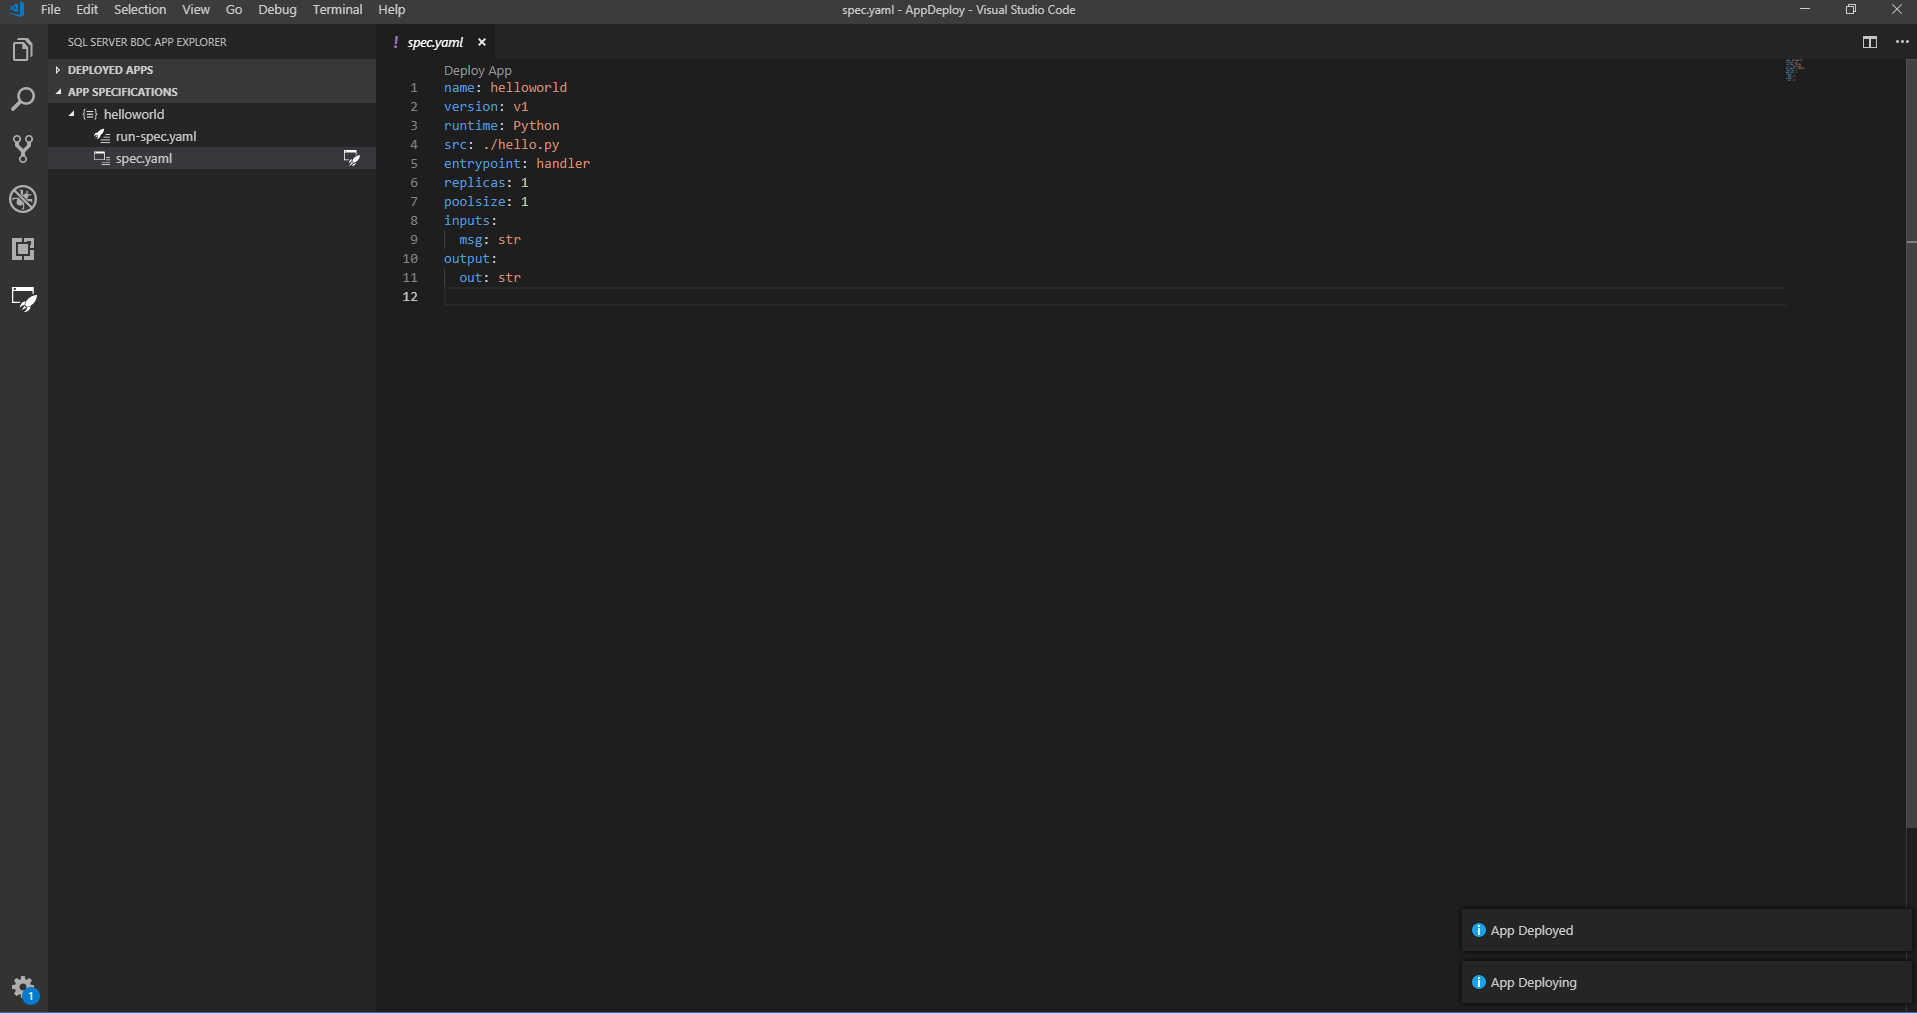 File Edit Selection View Go Debug Terminal Help
spec.yaml - AppDeploy - Visual Studio Code
SQL SERVER BDC APP EXPLORER
DEPLOYED APPS
APP SPECIFICATIONS
{≡} helloworld
run-spec.yaml
spec.yaml
! spec.yaml ×
Deploy App
1 name: helloworld
2 version: v1
3 runtime: Python
4 src: ./hello.py
5 entrypoint: handler
6 replicas: 1
7 poolsize: 1
8 inputs:
9 msg: str
10 output:
11 out: str
12
App Deployed
App Deploying
1